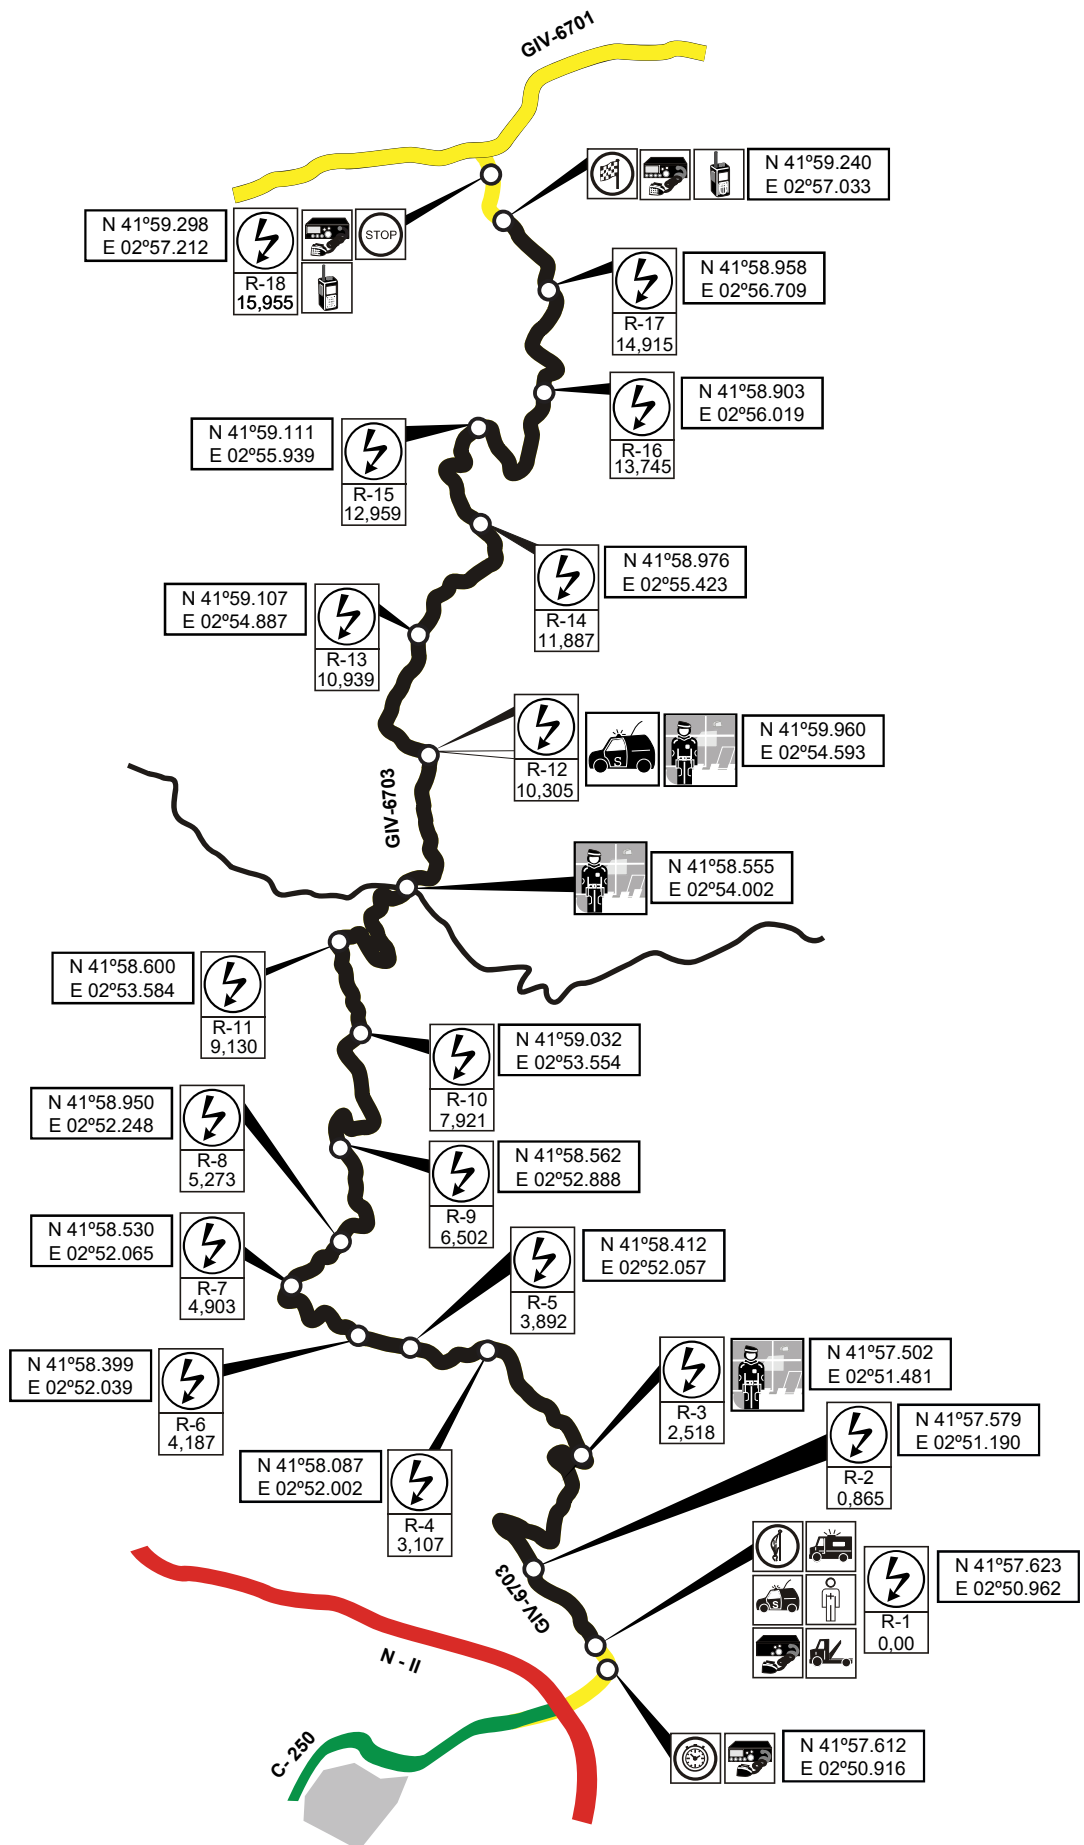 GIV-6701
N 41º59.240
E 02º57.033
N 41º59.298
E 02º57.212
STOP
R-18
15,955
N 41º58.958
E 02º56.709
R-17
14,915
N 41º58.903
E 02º56.019
R-16
13,745
N 41º59.111
E 02º55.939
R-15
12,959
N 41º58.976
E 02º55.423
R-14
11,887
N 41º59.107
E 02º54.887
R-13
10,939
N 41º59.960
E 02º54.593
S
R-12
10,305
GIV-6703
N 41º58.555
E 02º54.002
N 41º58.600
E 02º53.584
R-11
9,130
N 41º59.032
E 02º53.554
R-10
7,921
N 41º58.950
E 02º52.248
R-8
5,273
N 41º58.562
E 02º52.888
R-9
6,502
N 41º58.530
E 02º52.065
R-7
4,903
N 41º58.412
E 02º52.057
R-5
3,892
N 41º58.399
E 02º52.039
R-6
4,187
N 41º57.502
E 02º51.481
R-3
2,518
N 41º57.579
E 02º51.190
R-2
0,865
N 41º58.087
E 02º52.002
R-4
3,107
N 41º57.623
E 02º50.962
S
R-1
0,00
GIV-6703
N - II
C- 250
N 41º57.612
E 02º50.916